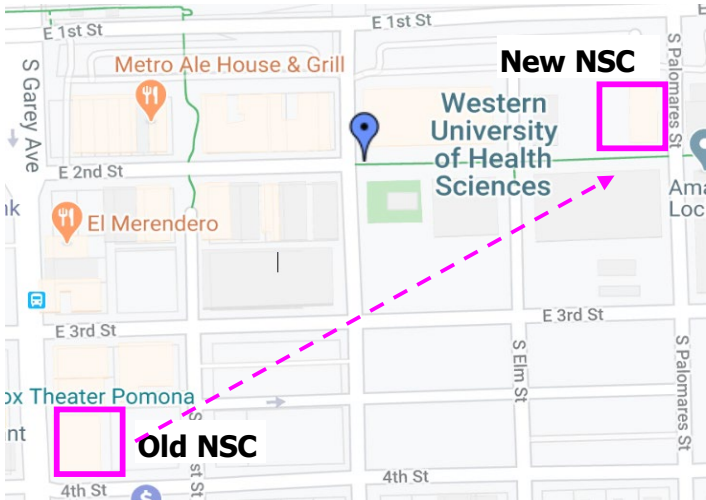 E 1st St
E 1st St
S Garey Ave
Metro Ale House & Grill
New NSC
S Palomares St
Western
University
of Health
Sciences
E 2nd St
Ama
Loc
nk
El Merendero
E 3rd St
E 3rd St
S Elm St
S Palomares St
ox Theater Pomona
nt
Old NSC
st St
4th St
4th St